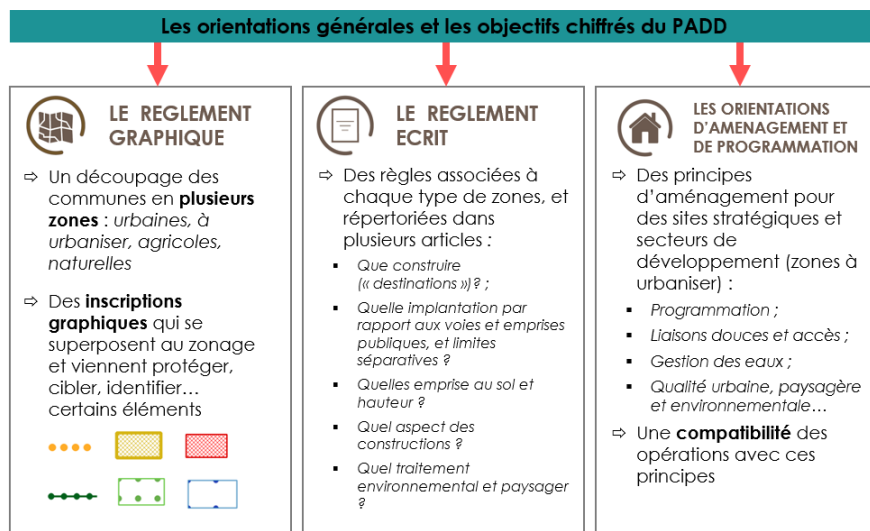 Les orientations générales et les objectifs chiffrés du PADD
LE REGLEMENT
GRAPHIQUE
⇨ Un découpage des
communes en plusieurs
zones : urbaines, à
urbaniser, agricoles,
naturelles
⇨ Des inscriptions
graphiques qui se
superposent au zonage
et viennent protéger,
cibler, identifier…
certains éléments
LE REGLEMENT
ECRIT
⇨ Des règles associées à
chaque type de zones, et
répertoriées dans
plusieurs articles :
▪ Que construire
(« destinations »)? ;
▪ Quelle implantation par
rapport aux voies et emprises
publiques, et limites
séparatives ?
▪ Quelles emprise au sol et
hauteur ?
▪ Quel aspect des
constructions ?
▪ Quel traitement
environnemental et paysager
?
LES ORIENTATIONS
D'AMENAGEMENT ET
DE PROGRAMMATION
⇨ Des principes
d'aménagement pour
des sites stratégiques et
secteurs de
développement (zones à
urbaniser) :
▪ Programmation ;
▪ Liaisons douces et accès ;
▪ Gestion des eaux ;
▪ Qualité urbaine, paysagère
et environnementale…
⇨ Une compatibilité des
opérations avec ces
principes